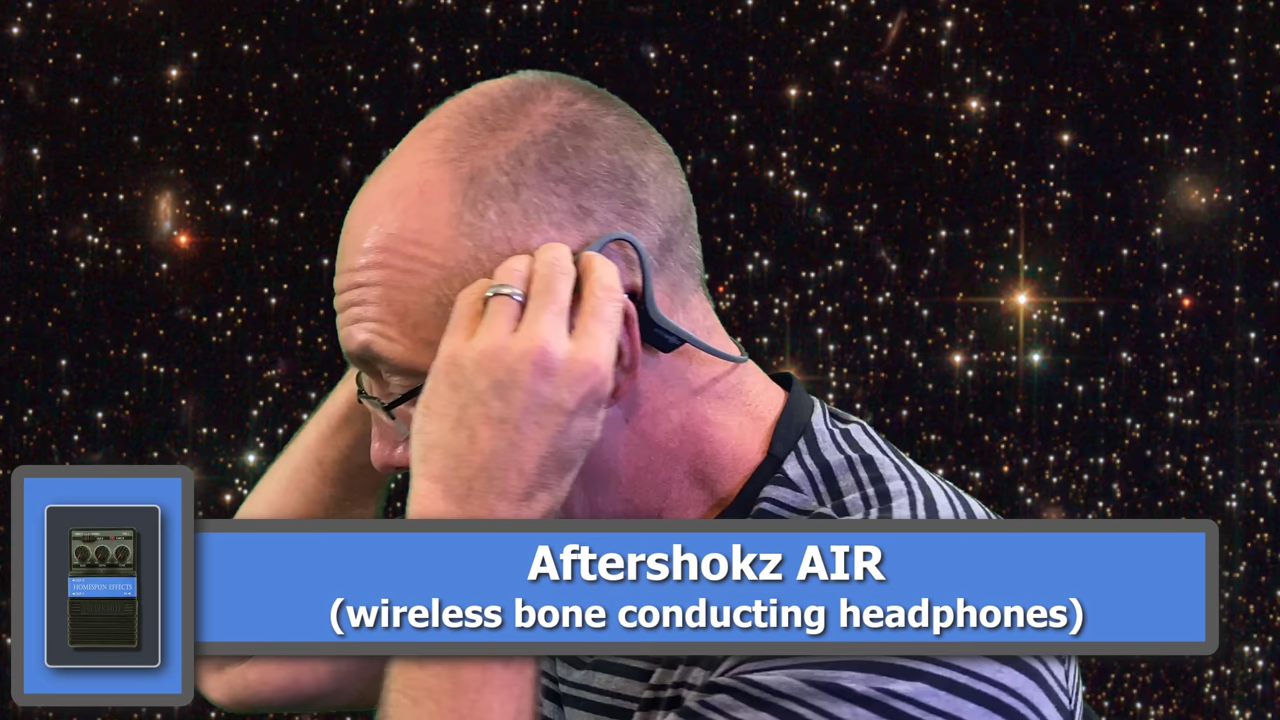 Aftershokz AIR
(wireless bone conducting headphones)
HOMESPUN EFFECTS